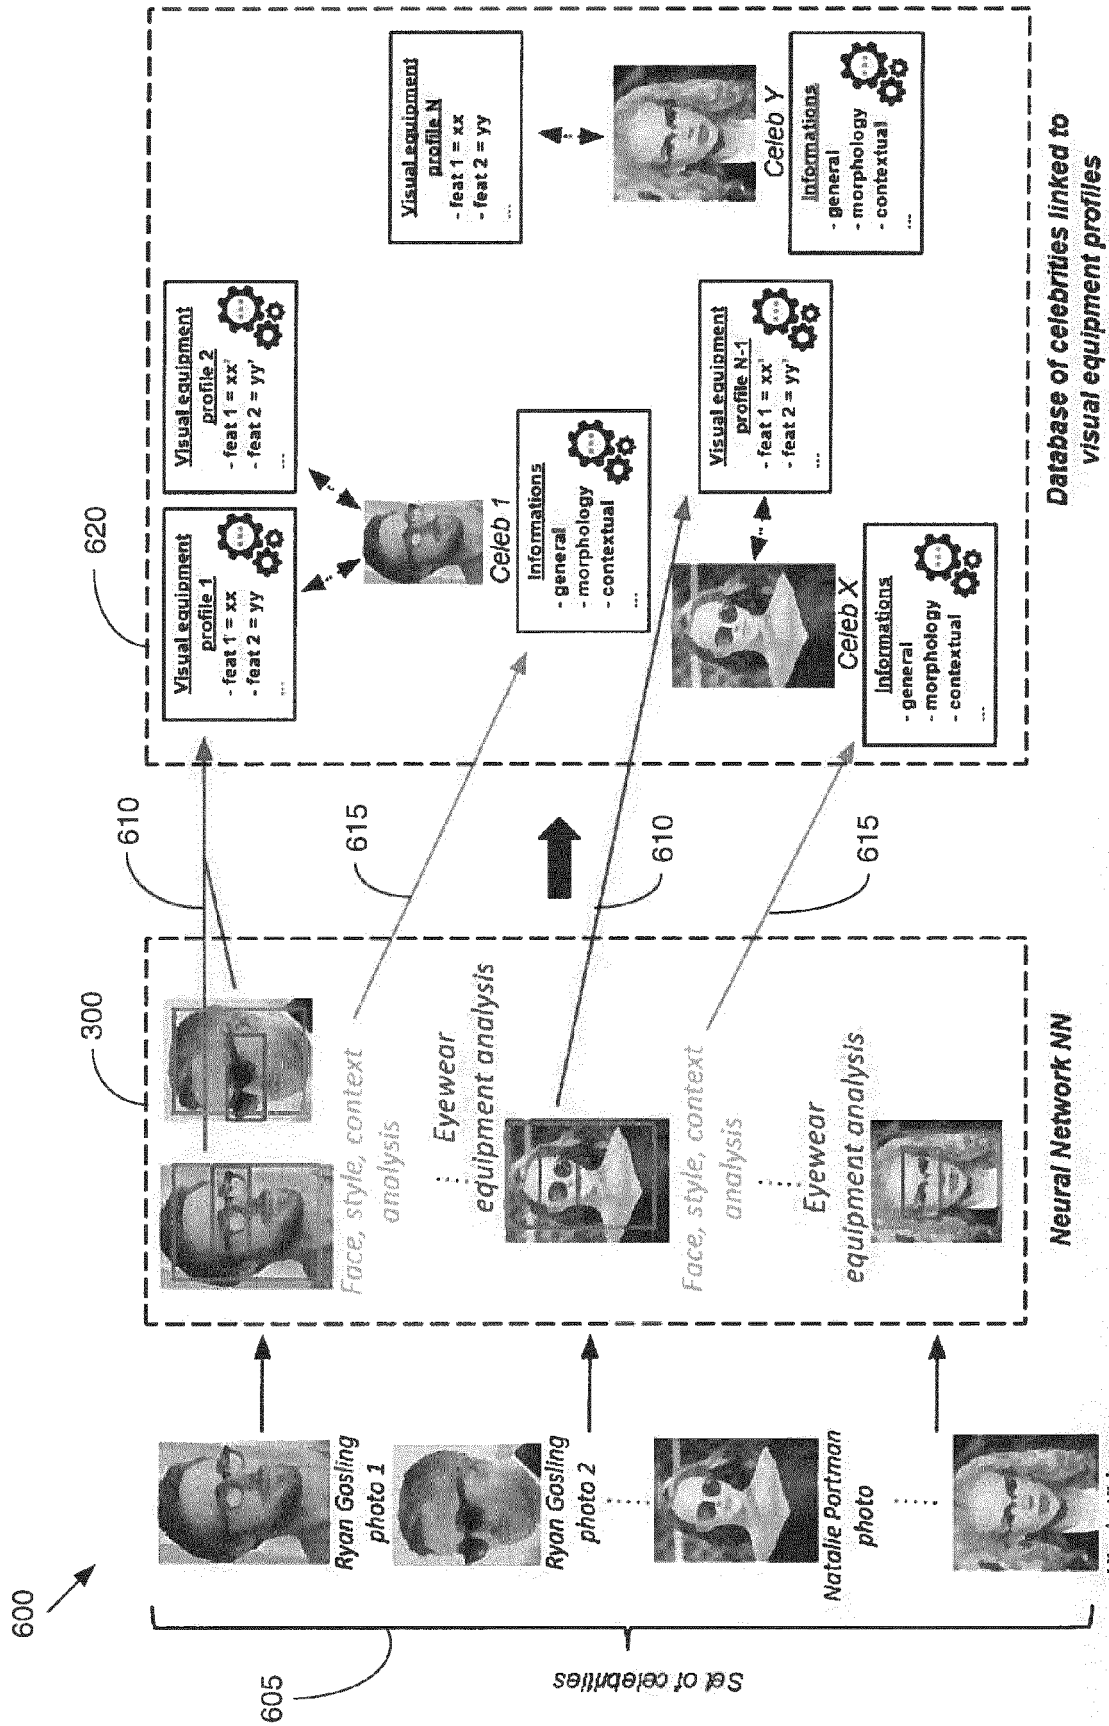 600
605
Set of celebrities
Ryan Gosling
photo 1
Ryan Gosling
photo 2
Natalie Portman
photo
300
Face, style, context
analysis
Eyewear
equipment analysis
Face, style, context
analysis
Eyewear
equipment analysis
Neural Network NN
610
615
610
615
620
Visual equipment
profile 1
- feat 1 = xx
- feat 2 = yy
...
Visual equipment
profile 2
- feat 1 = xx'
- feat 2 = yy'
...
Celeb 1
Informations
- general
- morphology
- contextual
...
Visual equipment
profile N-1
- feat 1 = xx'
- feat 2 = yy'
...
Celeb X
Informations
- general
- morphology
- contextual
...
Visual equipment
profile N
- feat 1 = xx
- feat 2 = yy
...
Celeb Y
Informations
- general
- morphology
- contextual
...
Database of celebrities linked to
visual equipment profiles